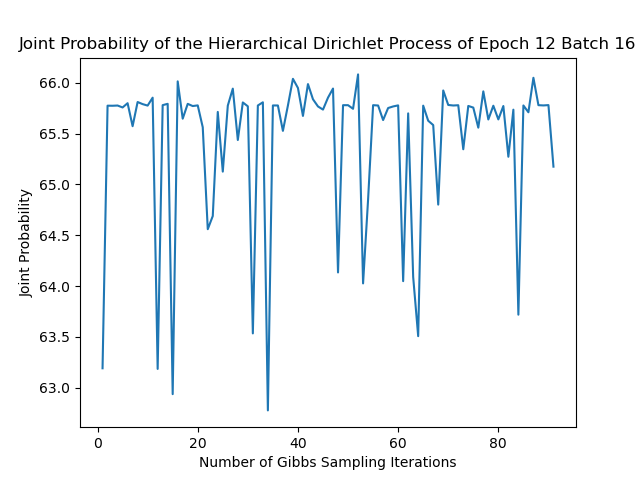 Joint Probability of the Hierarchical Dirichlet Process of Epoch 12 Batch 16
66.0
65.5
65.0
64.5
64.0
63.5
63.0
Joint Probability
0 20 40 60 80
Number of Gibbs Sampling Iterations